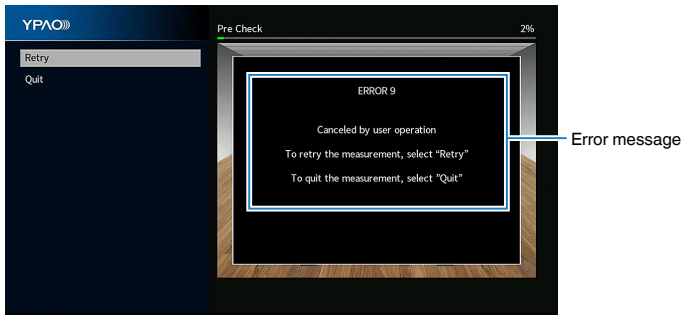 YPAO
Retry
Quit
Pre Check 2%
ERROR 9
Canceled by user operation
To retry the measurement, select “Retry”
To quit the measurement, select ”Quit”
Error message